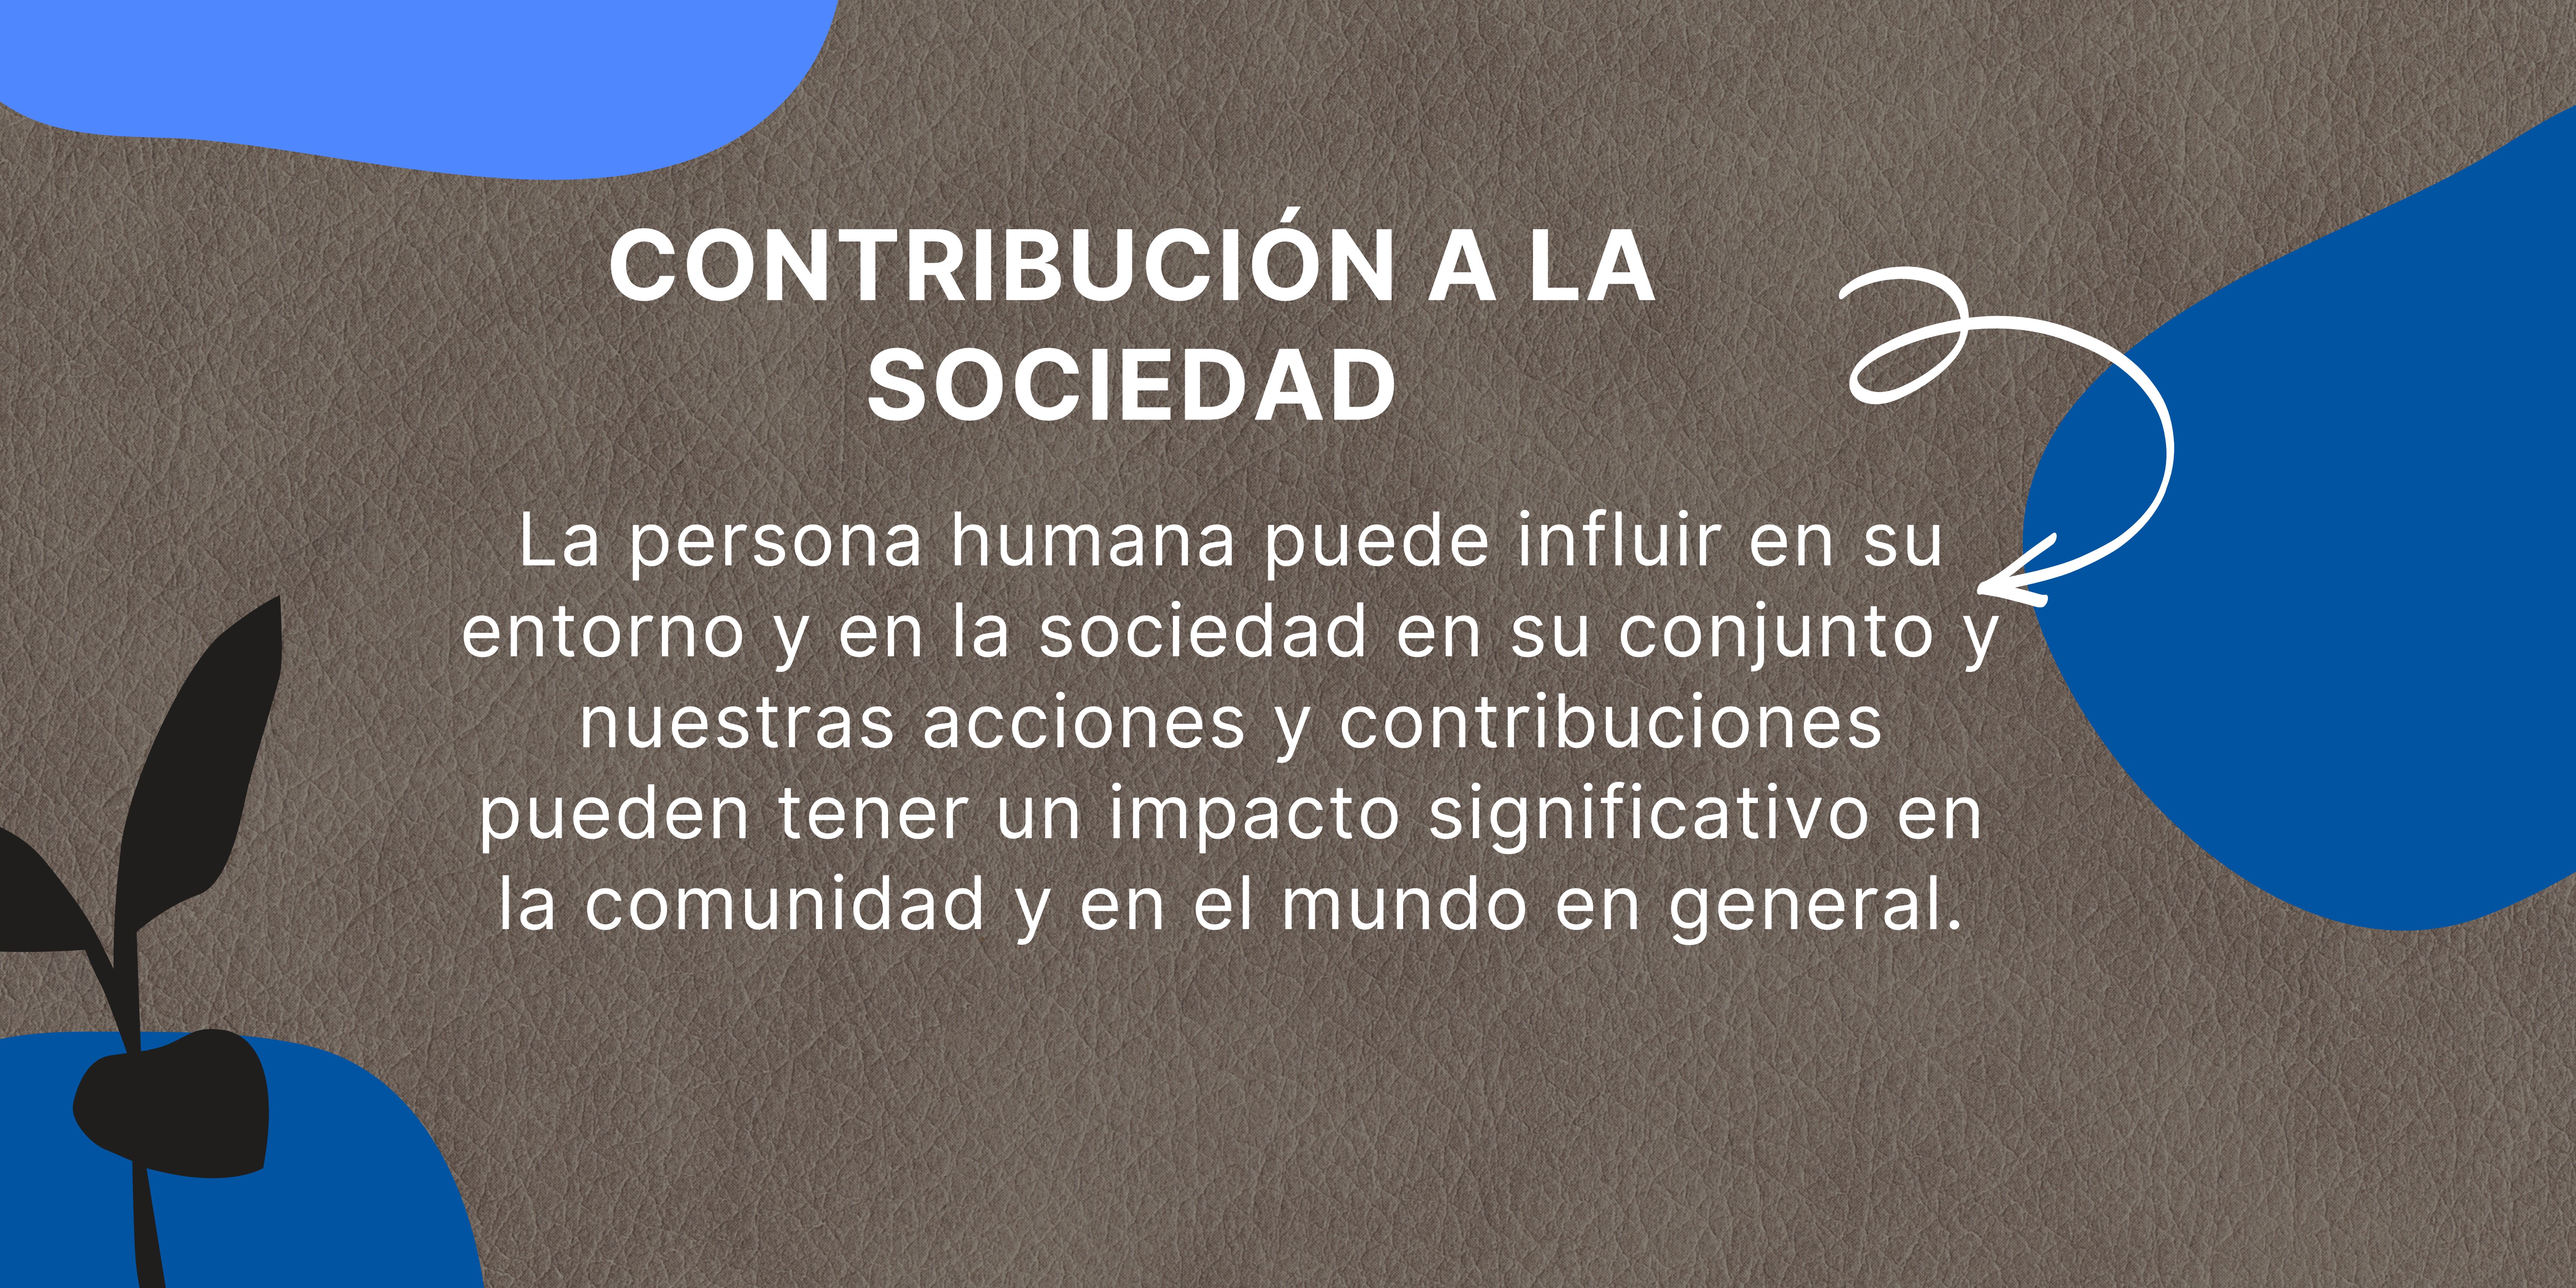 CONTRIBUCIÓN A LA
SOCIEDAD
La persona humana puede influir en su
entorno y en la sociedad en su conjunto y
nuestras acciones y contribuciones
pueden tener un impacto significativo en
la comunidad y en el mundo en general.